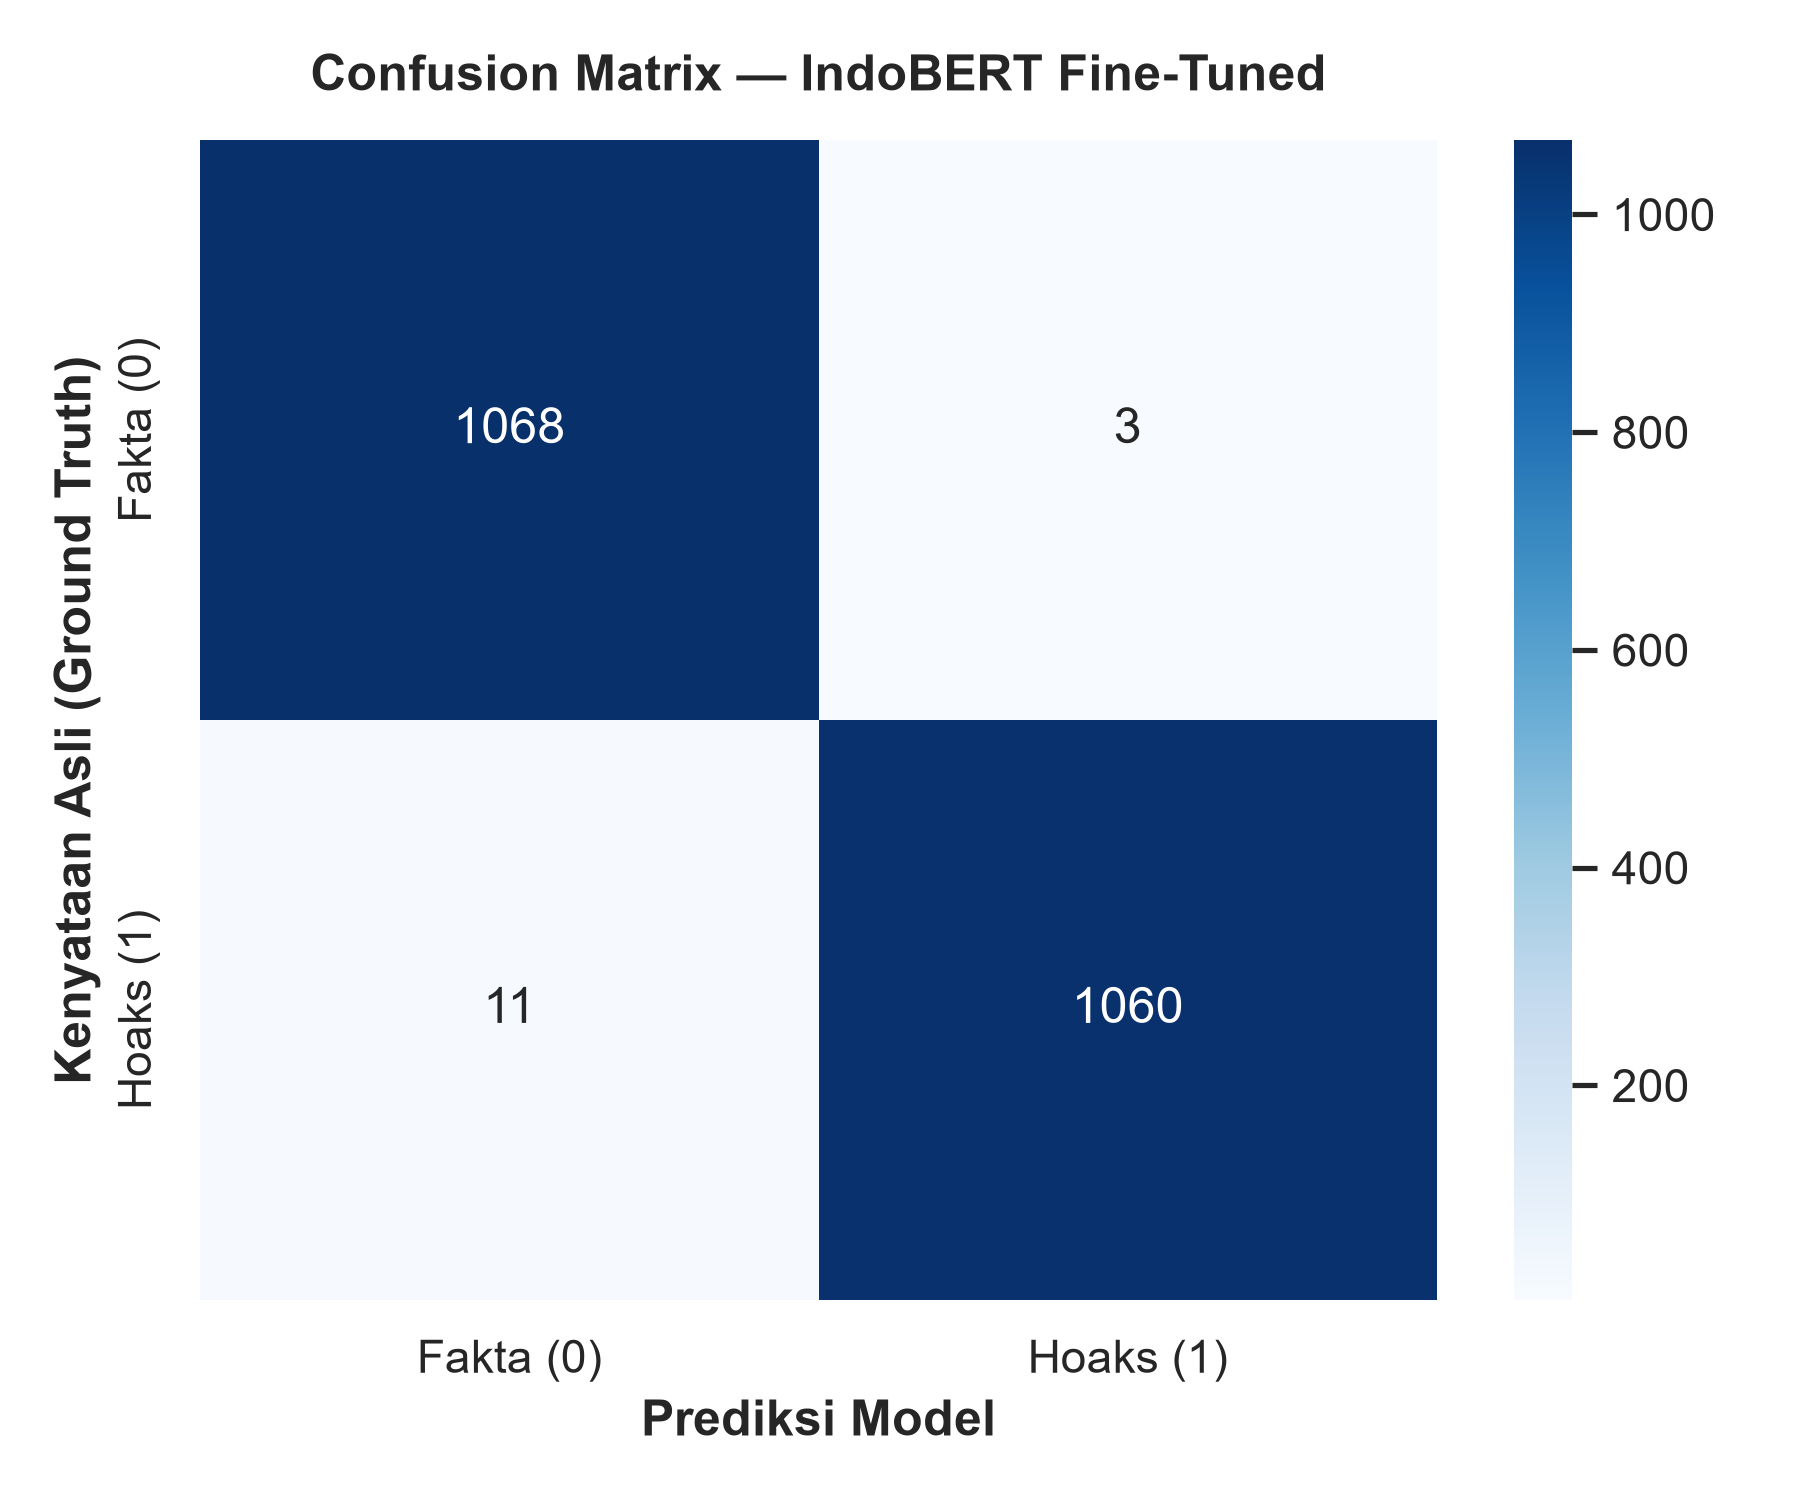 Confusion Matrix — IndoBERT Fine-Tuned
Kenyataan Asli (Ground Truth)
Fakta (0)
Hoaks (1)
1068
3
11
1060
Fakta (0)
Hoaks (1)
Prediksi Model
1000
800
600
400
200